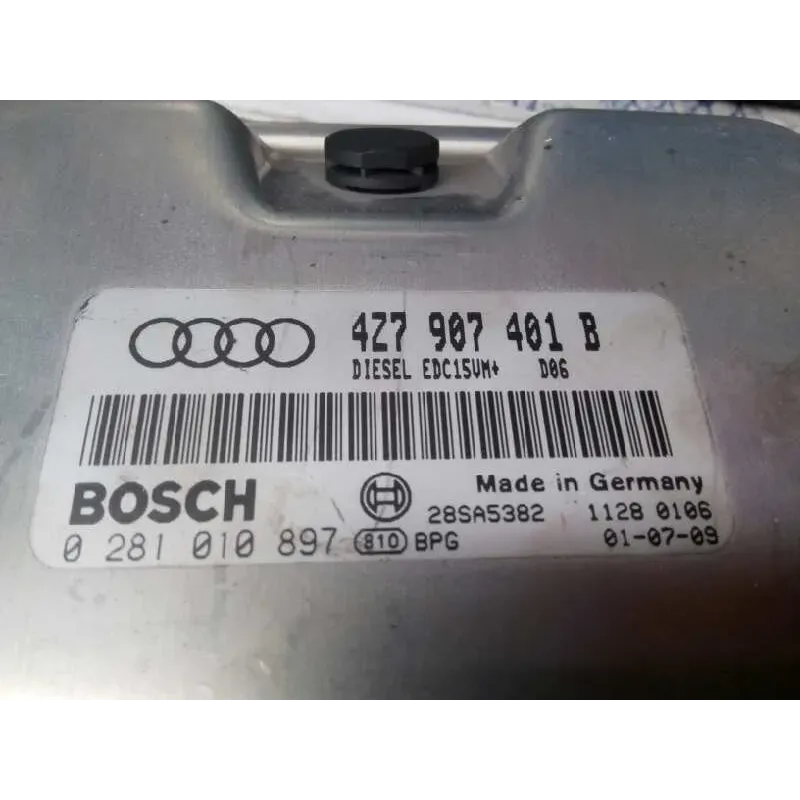 4Z7 907 401 B
DIESEL EDC15VM+ D06
BOSCH
Made in Germany
28SA5382 1128 0106
0 281 010 897 810 BPG 01-07-09